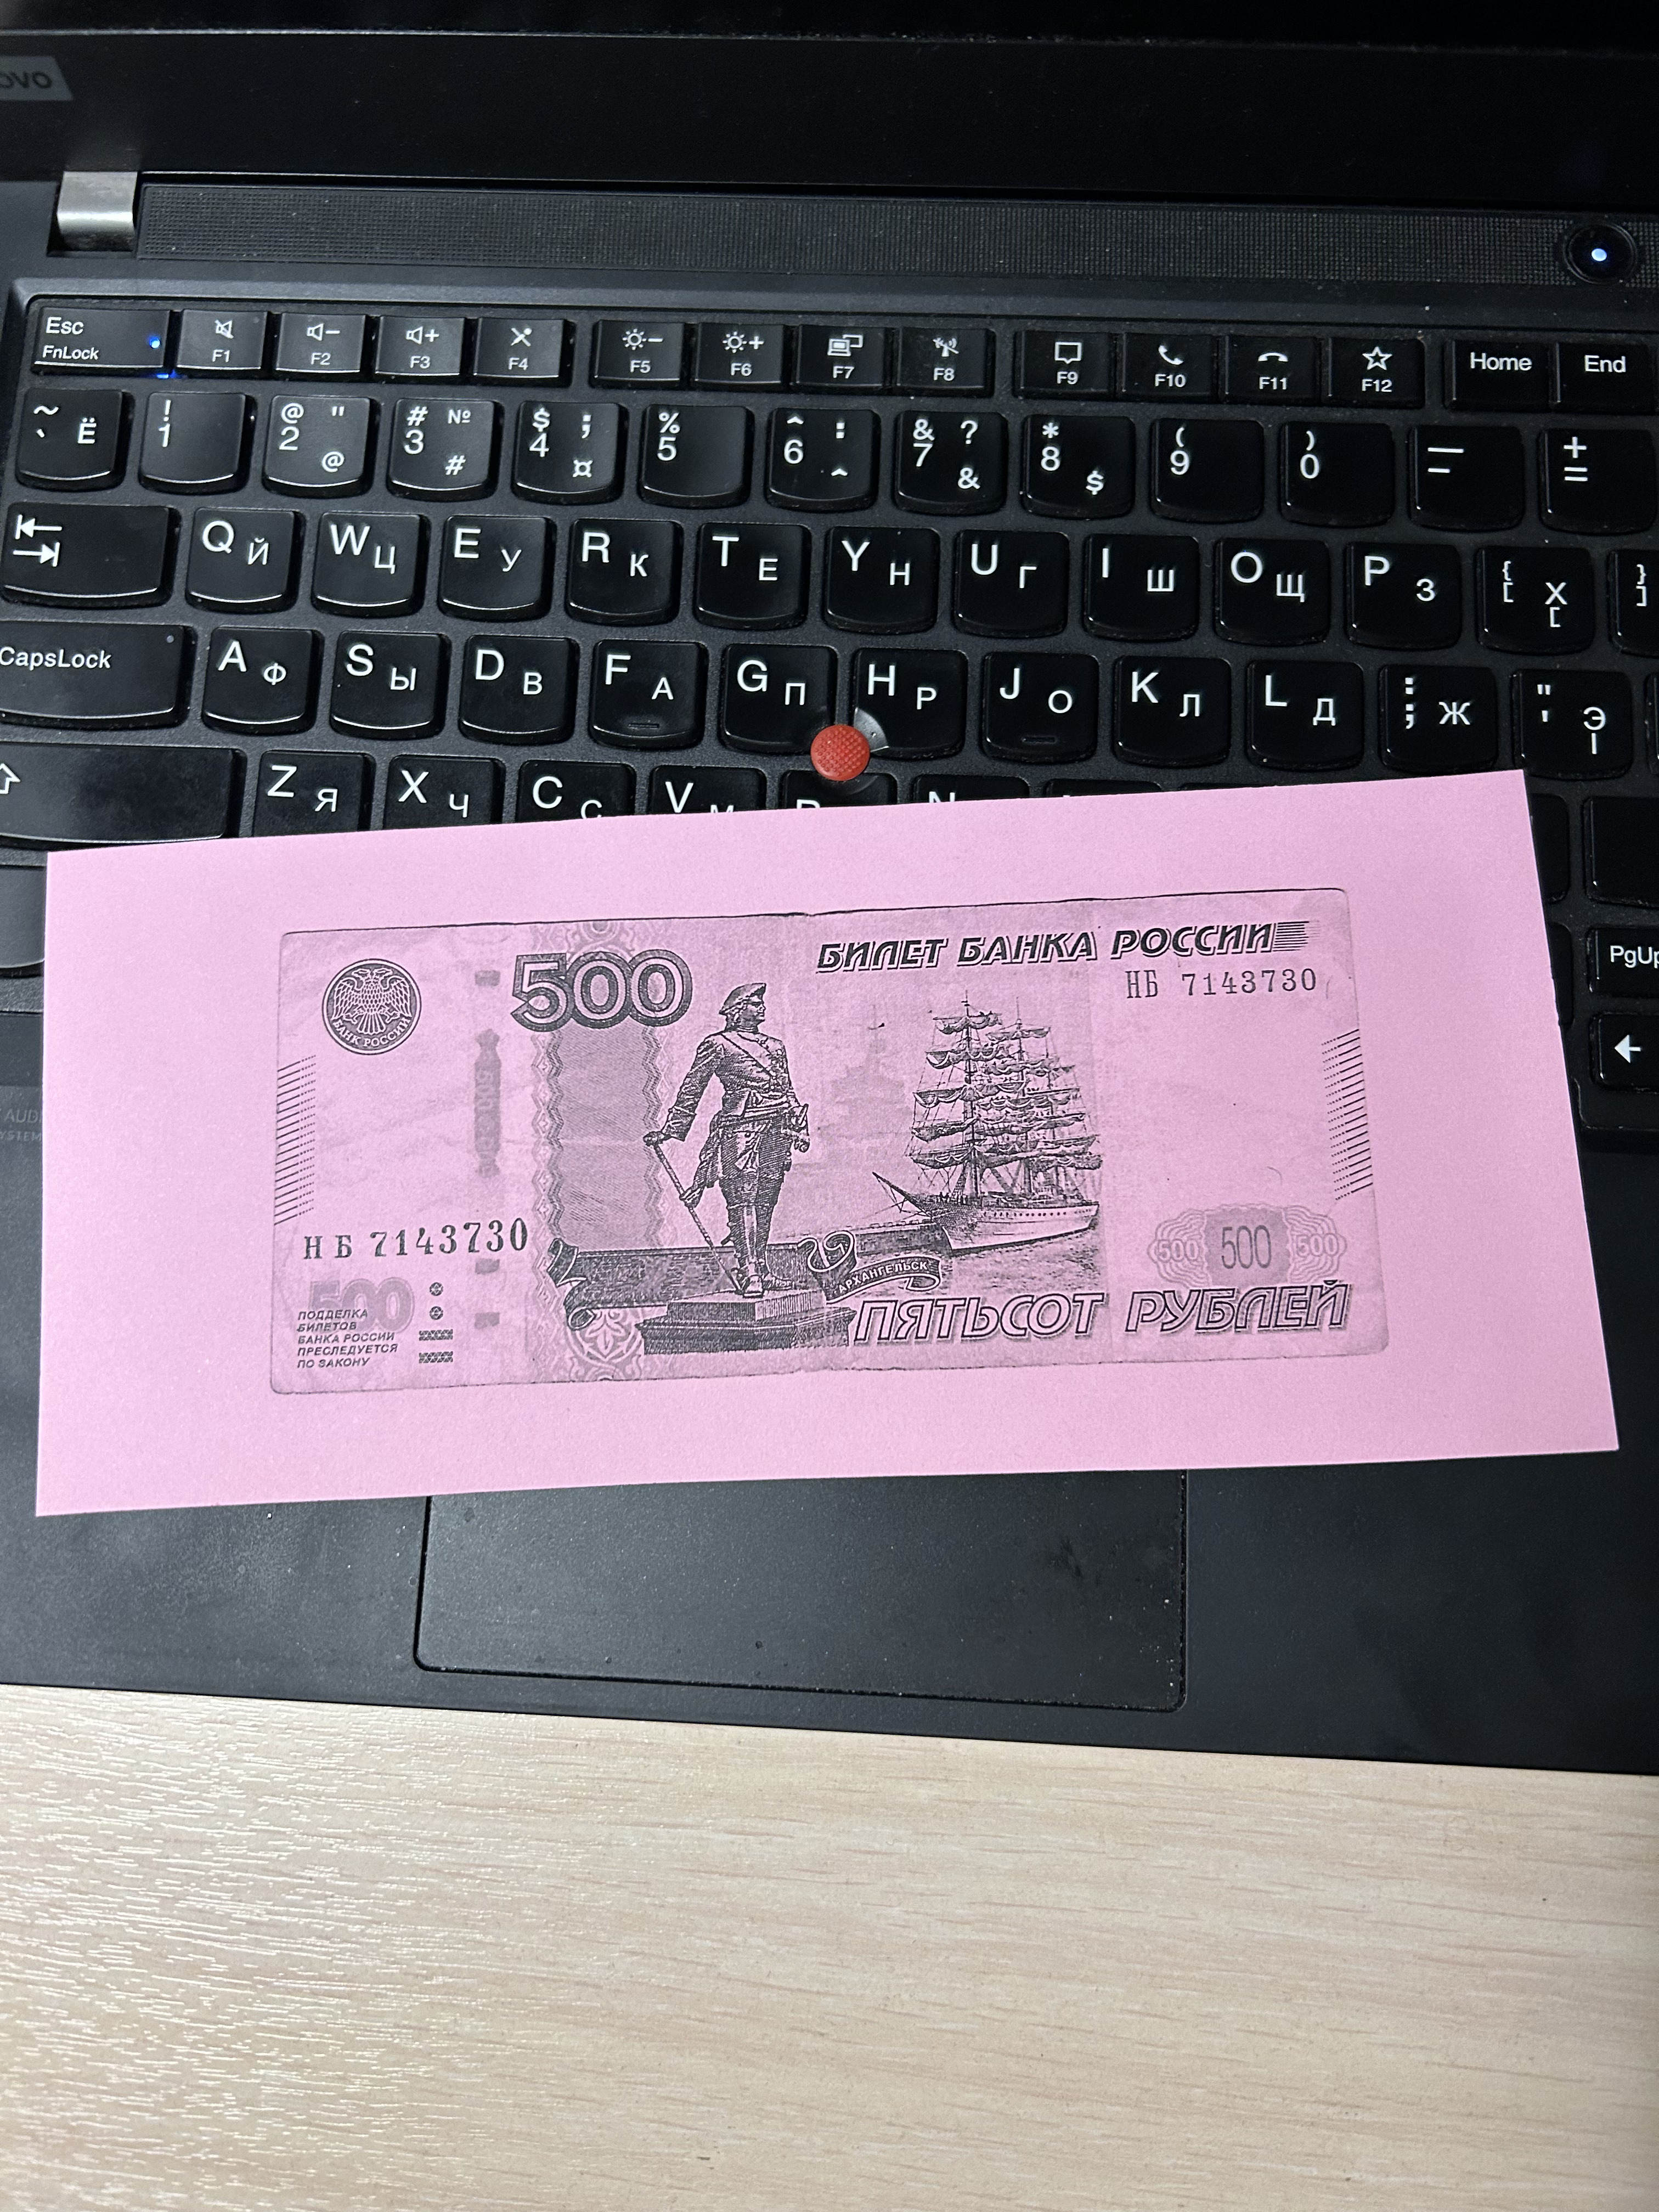 Esc
FnLock F1 F2 F3 F4 F5 F6 F7 F8 F9 F10 F11 F12 Home End
~ ` Ё ! 1 @ 2 " @ # 3 № # $ 4 ; ¤ % 5 ^ 6 : ^ & 7 ? & * 8 $ ( 9 ) 0 — - + =
Q Й W Ц E У R К T Е Y Н U Г I Ш O Щ P З { [ Х [ } ]
CapsLock A Ф S Ы D В F А G П H Р J О K Л L Д : ; Ж " ' Э
Z Я X Ч C С V М
БИЛЕТ БАНКА РОССИИ
НБ 7143730
500
БАНК РОССИИ
НБ 7143730
АРХАНГЕЛЬСК
500 500 500
ПЯТЬСОТ РУБЛЕЙ
500
ПОДДЕЛКА
БИЛЕТОВ
БАНКА РОССИИ
ПРЕСЛЕДУЕТСЯ
ПО ЗАКОНУ